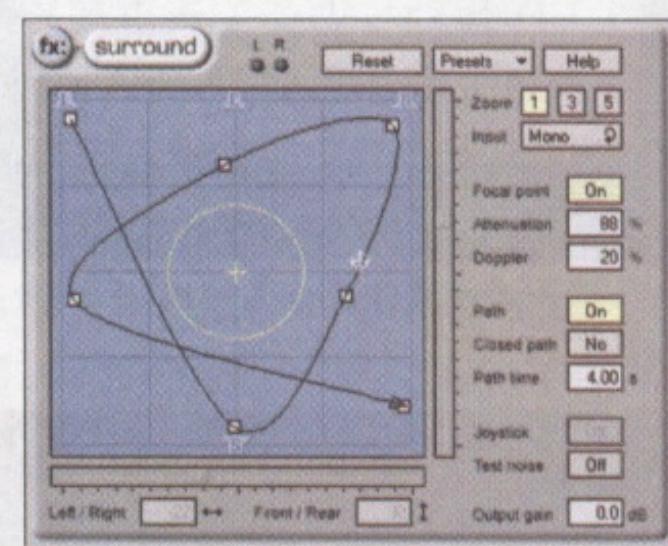 fx: surround
L R
Reset Presets Help
Zoom 1 3 5
Input Mono
Focal point On
Attenuation 88 %
Doppler 20 %
Path On
Closed path No
Path time 4.00 s
Joystick
Test noise Off
Left / Right Front / Rear Output gain 0.0 dB